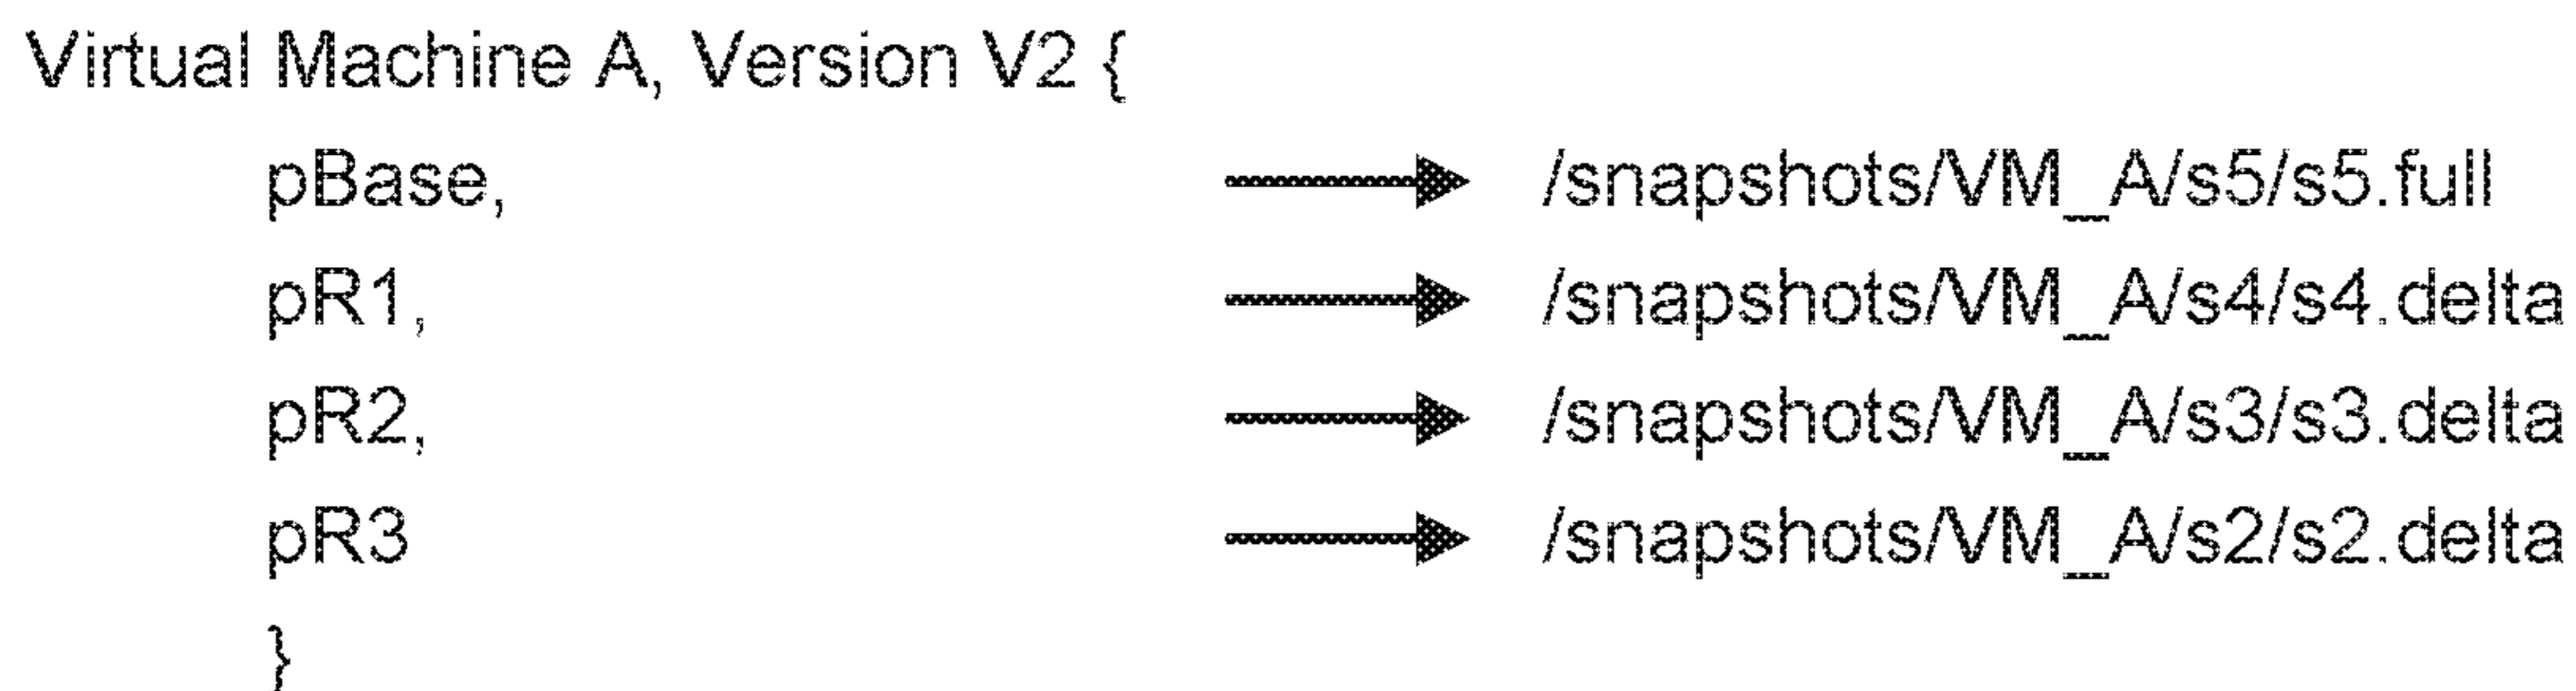 Virtual Machine A, Version V2 {
pBase, /snapshots/VM_A/s5/s5.full
pR1, /snapshots/VM_A/s4/s4.delta
pR2, /snapshots/VM_A/s3/s3.delta
pR3 /snapshots/VM_A/s2/s2.delta
}